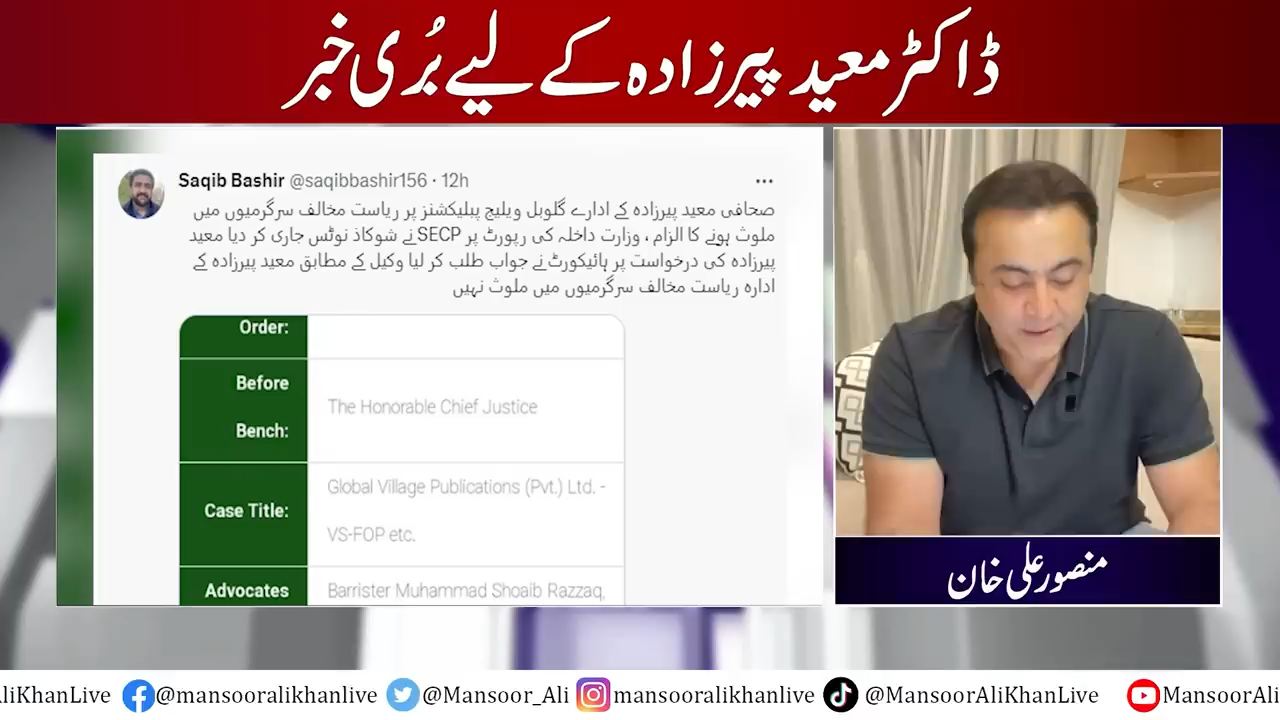 ڈاکٹر معید پیرزادہ کے لیے بُری خبر
Saqib Bashir @saqibbashir156 · 12h
صحافی معید پیرزادہ کے ادارے گلوبل ویلیج پبلیکشنز پر ریاست مخالف سرگرمیوں میں
ملوث ہونے کا الزام ، وزارت داخلہ کی رپورٹ پر SECP نے شوکاذ نوٹس جاری کر دیا معید
پیرزادہ کی درخواست پر ہائیکورٹ نے جواب طلب کر لیا وکیل کے مطابق معید پیرزادہ کے
ادارہ ریاست مخالف سرگرمیوں میں ملوث نہیں
Order:
Before
Bench:
The Honorable Chief Justice
Case Title:
Global Village Publications (Pvt.) Ltd. -
VS-FOP etc.
Advocates
Barrister Muhammad Shoaib Razzaq,
منصور علی خان
AliKhanLive @mansooralikhanlive @Mansoor_Ali mansooralikhanlive @MansoorAliKhanLive MansoorAli